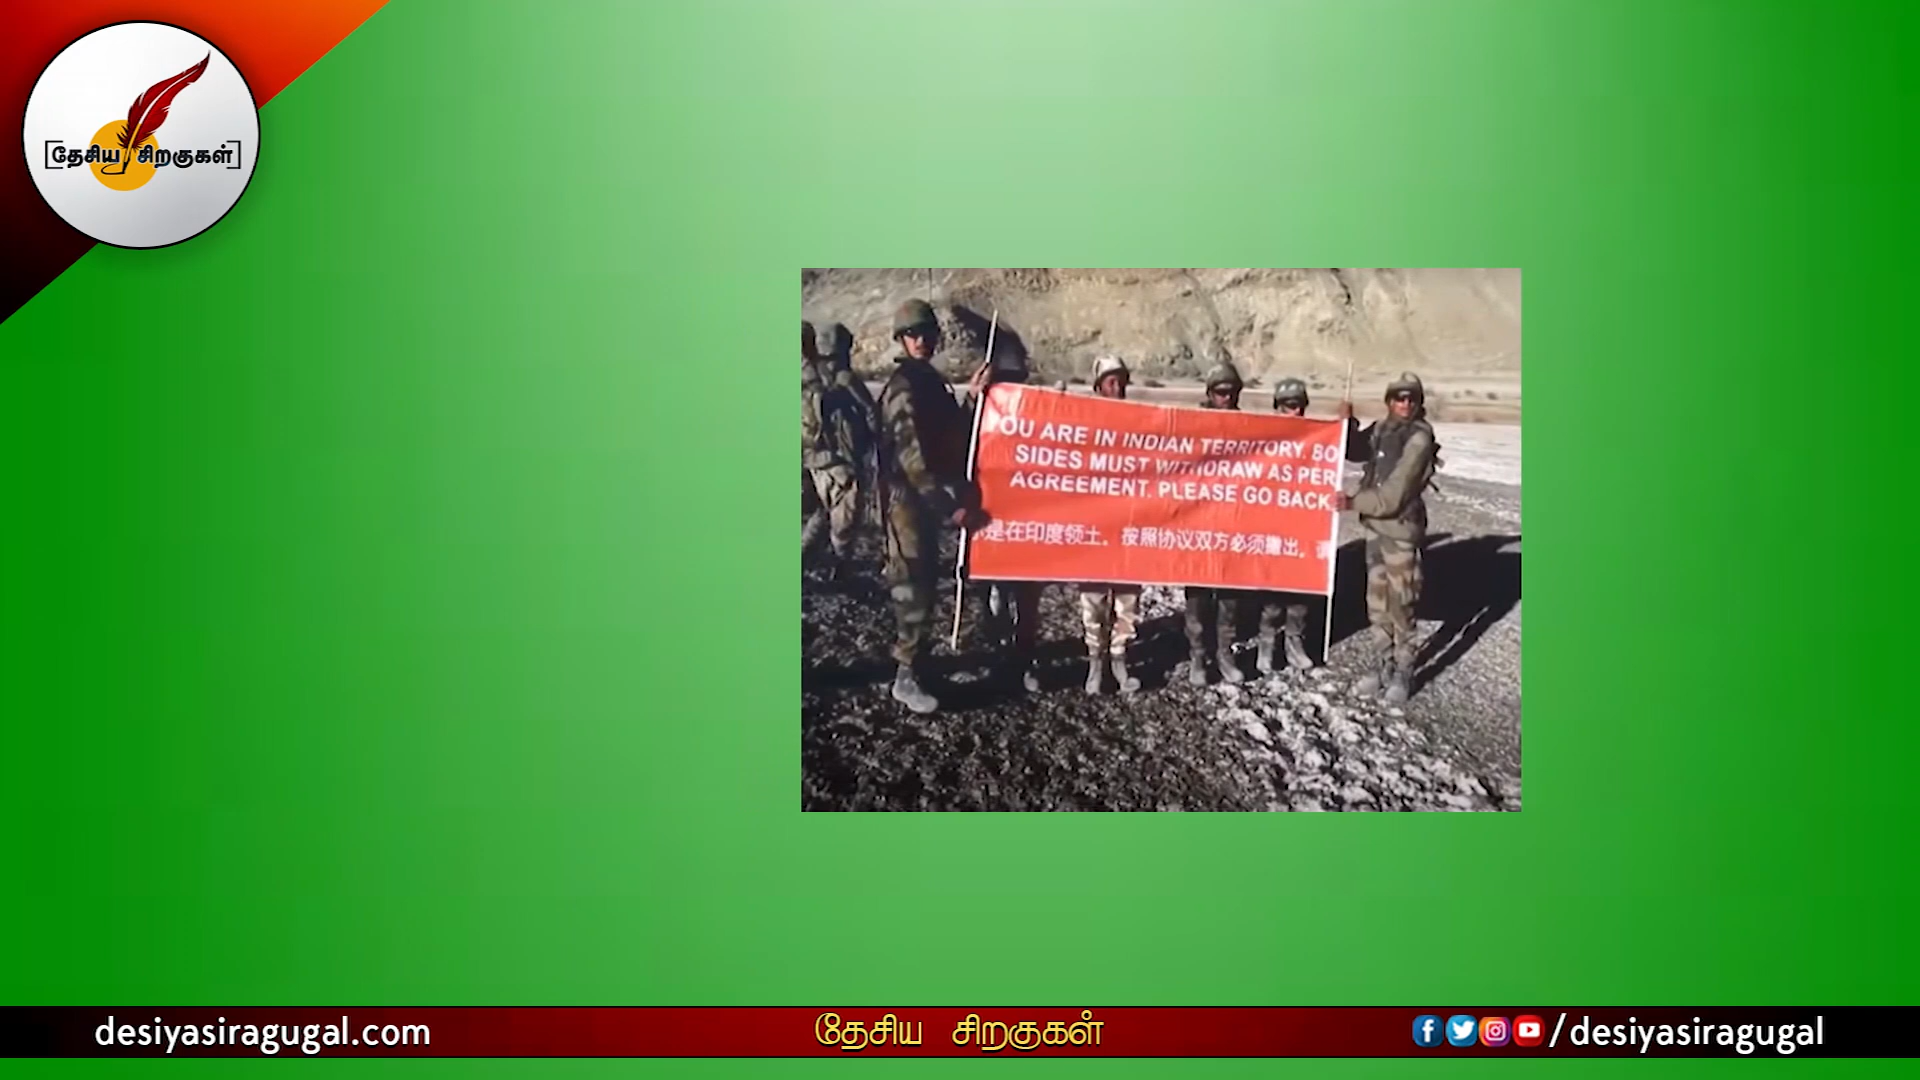 [தேசிய சிறகுகள்]
YOU ARE IN INDIAN TERRITORY. BO
SIDES MUST WITHDRAW AS PER
AGREEMENT. PLEASE GO BACK
是在印度领土。按照协议双方必须撤出。
desiyasiragugal.com
தேசிய சிறகுகள்
/desiyasiragugal